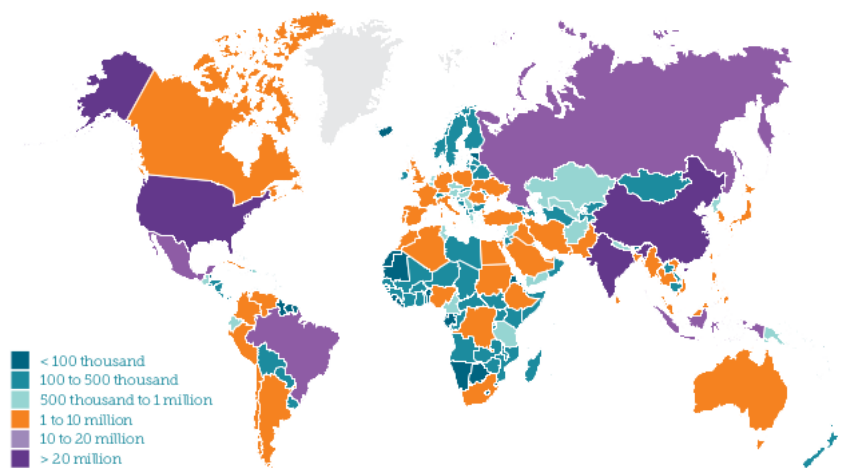 < 100 thousand
100 to 500 thousand
500 thousand to 1 million
1 to 10 million
10 to 20 million
> 20 million